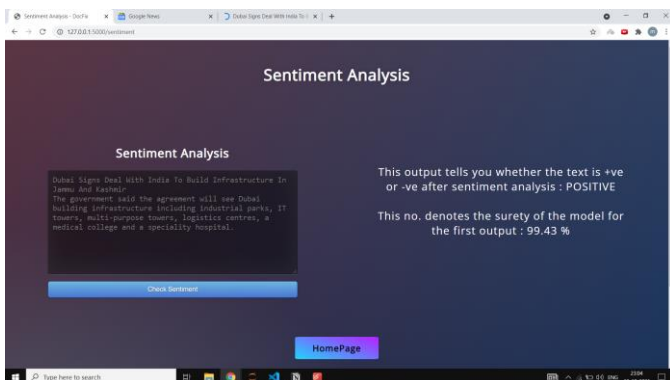 Sentiment Analysis - DocFix
Google News
Dubai Signs Deal With India To
127.0.0.1:5000/sentiment
Sentiment Analysis
Sentiment Analysis
Dubai Signs Deal With India To Build Infrastructure In
Jammu And Kashmir
The government said the agreement will see Dubai
building infrastructure including industrial parks, IT
towers, multi-purpose towers, logistics centres, a
medical college and a speciality hospital.
Check Sentiment
This output tells you whether the text is +ve
or -ve after sentiment analysis : POSITIVE
This no. denotes the surety of the model for
the first output : 99.43 %
HomePage
Type here to search
ENG
23:04